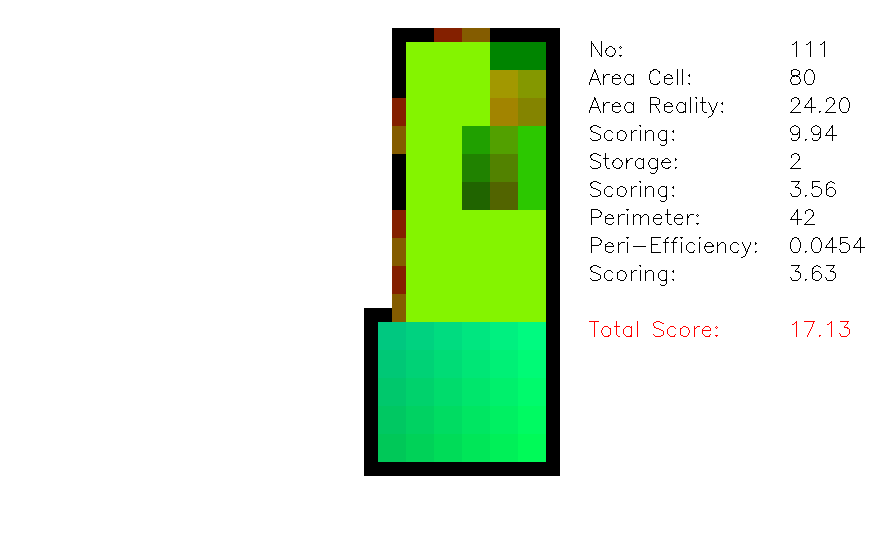 No: 111
Area Cell: 80
Area Reality: 24.20
Scoring: 9.94
Storage: 2
Scoring: 3.56
Perimeter: 42
Peri-Efficiency: 0.0454
Scoring: 3.63
Total Score: 17.13